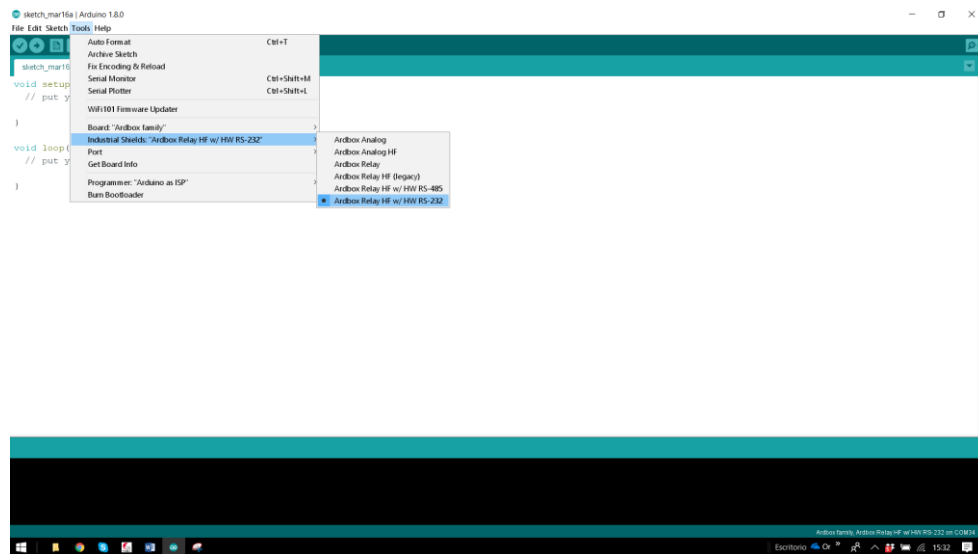 sketch_mar16a | Arduino 1.8.0
File Edit Sketch Tools Help
sketch_mar16
Auto Format Ctrl+T
Archive Sketch
Fix Encoding & Reload
Serial Monitor Ctrl+Shift+M
Serial Plotter Ctrl+Shift+L
WiFi101 Firmware Updater
Board: "Ardbox family"
Industrial Shields: "Ardbox Relay HF w/ HW RS-232"
Port
Get Board Info
Programmer: "Arduino as ISP"
Burn Bootloader
Ardbox Analog
Ardbox Analog HF
Ardbox Relay
Ardbox Relay HF (legacy)
Ardbox Relay HF w/ HW RS-485
Ardbox Relay HF w/ HW RS-232
void setup
// put y
}
void loop(
// put y
}
Ardbox family, Ardbox Relay HF w/ HW RS-232 on COM34
Escritorio Or » 15:32